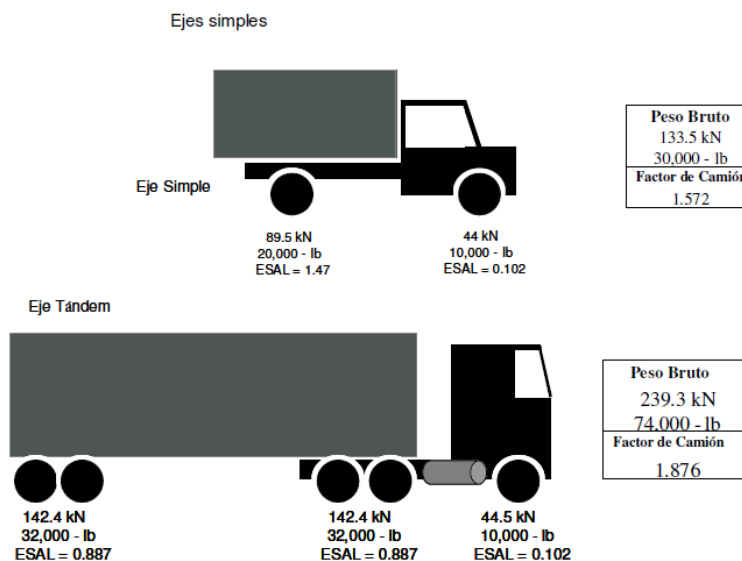 Ejes simples
Peso Bruto
133.5 kN
30,000 - lb
Factor de Camión
1.572
Eje Simple
89.5 kN
20,000 - lb
ESAL = 1.47
44 kN
10,000 - lb
ESAL = 0.102
Eje Tándem
Peso Bruto
239.3 kN
74,000 - lb
Factor de Camión
1.876
142.4 kN
32,000 - lb
ESAL = 0.887
142.4 kN
32,000 - lb
ESAL = 0.887
44.5 kN
10,000 - lb
ESAL = 0.102